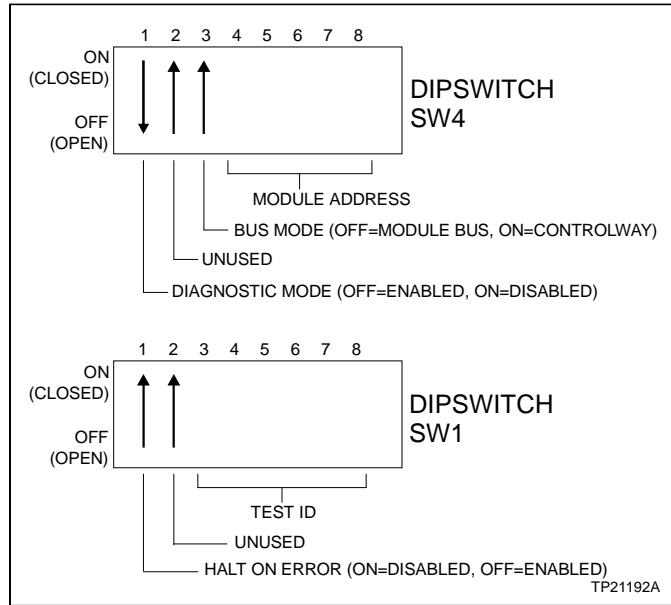 1 2 3 4 5 6 7 8
ON
(CLOSED)
OFF
(OPEN)
DIPSWITCH
SW4
MODULE ADDRESS
BUS MODE (OFF=MODULE BUS, ON=CONTROLWAY)
UNUSED
DIAGNOSTIC MODE (OFF=ENABLED, ON=DISABLED)
1 2 3 4 5 6 7 8
ON
(CLOSED)
OFF
(OPEN)
DIPSWITCH
SW1
TEST ID
UNUSED
HALT ON ERROR (ON=DISABLED, OFF=ENABLED)
TP21192A